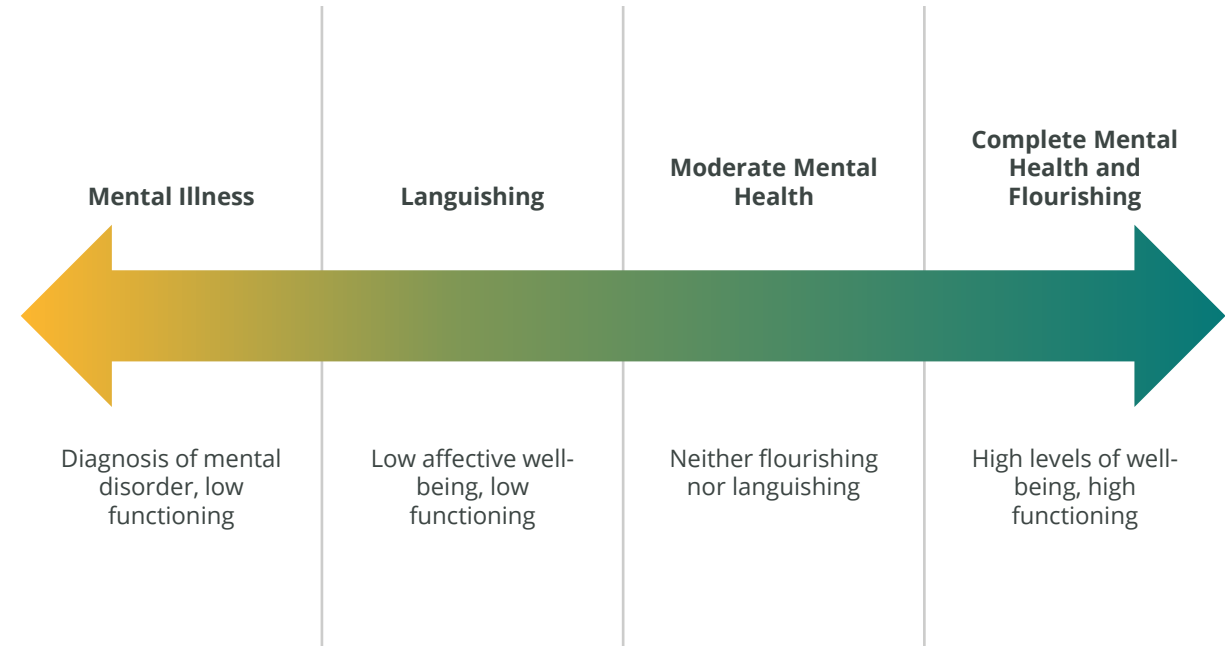 Mental Illness
Languishing
Moderate Mental
Health
Complete Mental
Health and
Flourishing
Diagnosis of mental
disorder, low
functioning
Low affective well-
being, low
functioning
Neither flourishing
nor languishing
High levels of well-
being, high
functioning